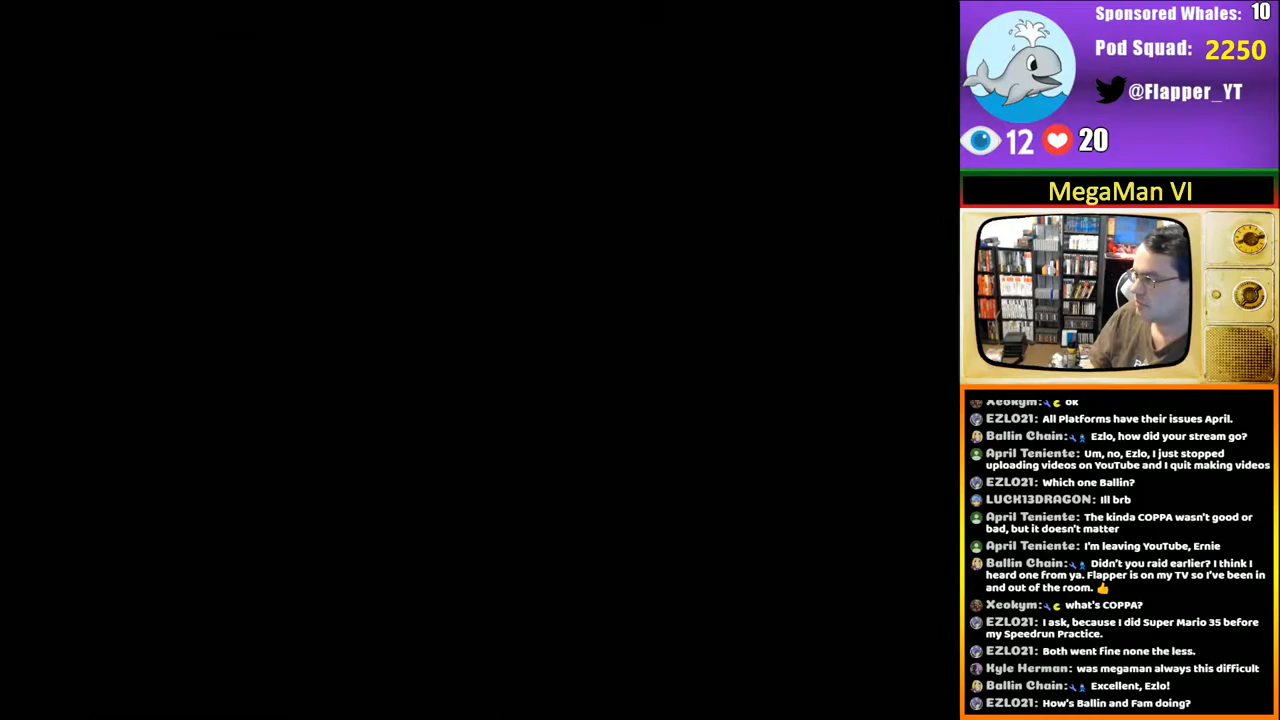 Sponsored Whales: 10
Pod Squad: 2250
@Flapper_YT
12 20
MegaMan VI
Xeokym: ok
EZLO21: All Platforms have their issues April.
Ballin Chain: Ezlo, how did your stream go?
April Teniente: Um, no, Ezlo, I just stopped
uploading videos on YouTube and I quit making videos
EZLO21: Which one Ballin?
LUCK13DRAGON: Ill brb
April Teniente: The kinda COPPA wasn't good or
bad, but it doesn't matter
April Teniente: I'm leaving YouTube, Ernie
Ballin Chain: Didn't you raid earlier? I think I
heard one from ya. Flapper is on my TV so I've been in
and out of the room. 👍
Xeokym: what's COPPA?
EZLO21: I ask, because I did Super Mario 35 before
my Speedrun Practice.
EZLO21: Both went fine none the less.
Kyle Herman: was megaman always this difficult
Ballin Chain: Excellent, Ezlo!
EZLO21: How's Ballin and Fam doing?